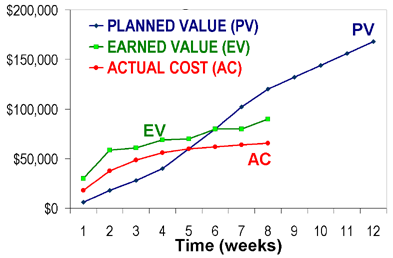 $200,000
PLANNED VALUE (PV)
PV
EARNED VALUE (EV)
$150,000
ACTUAL COST (AC)
$100,000
EV
$50,000
AC
$0
1 2 3 4 5 6 7 8 9 10 11 12
Time (weeks)